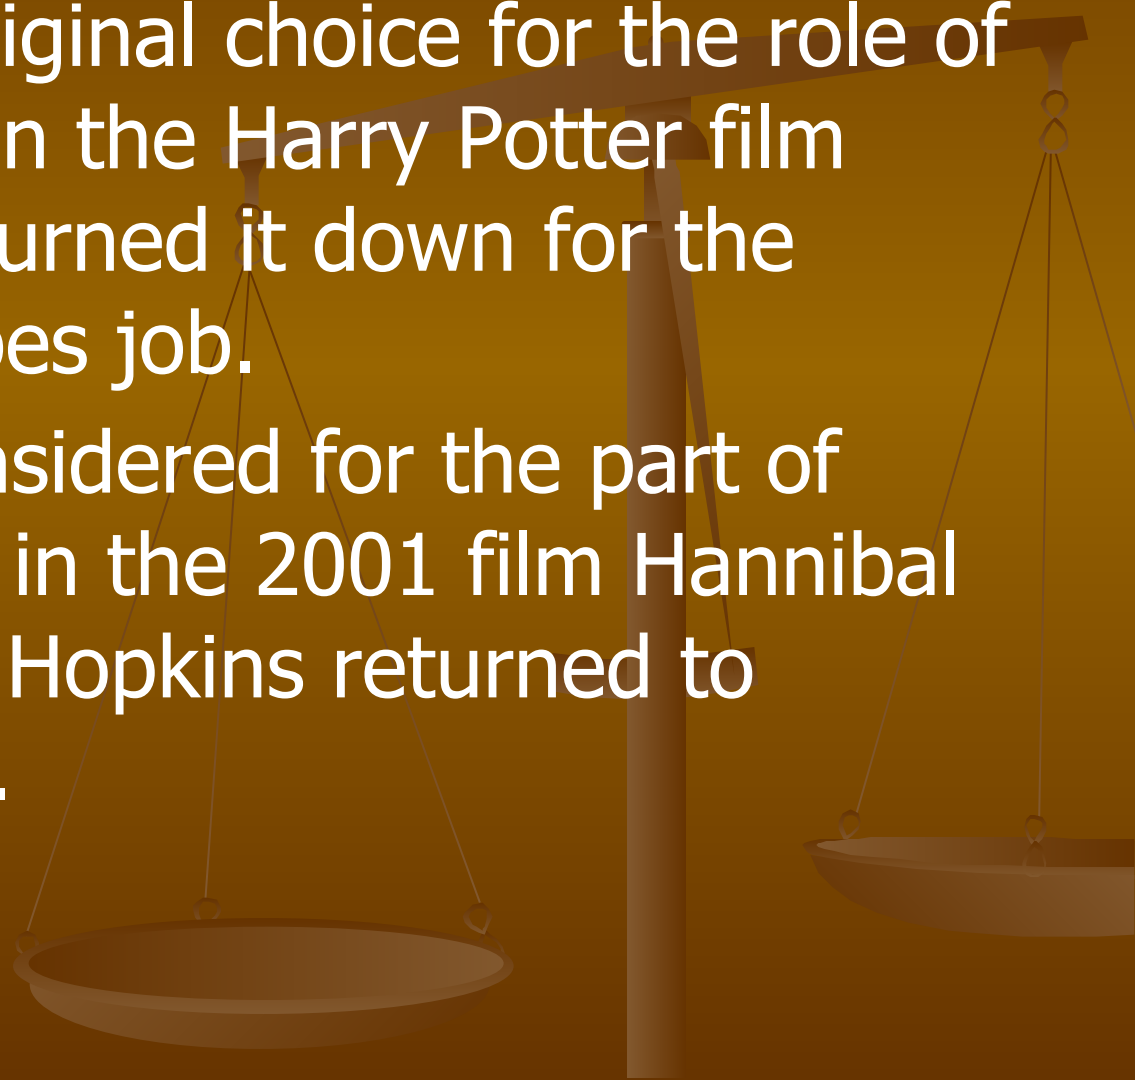 iginal choice for the role of
n the Harry Potter film
urned it down for the
es job.
nsidered for the part of
in the 2001 film Hannibal
Hopkins returned to
.